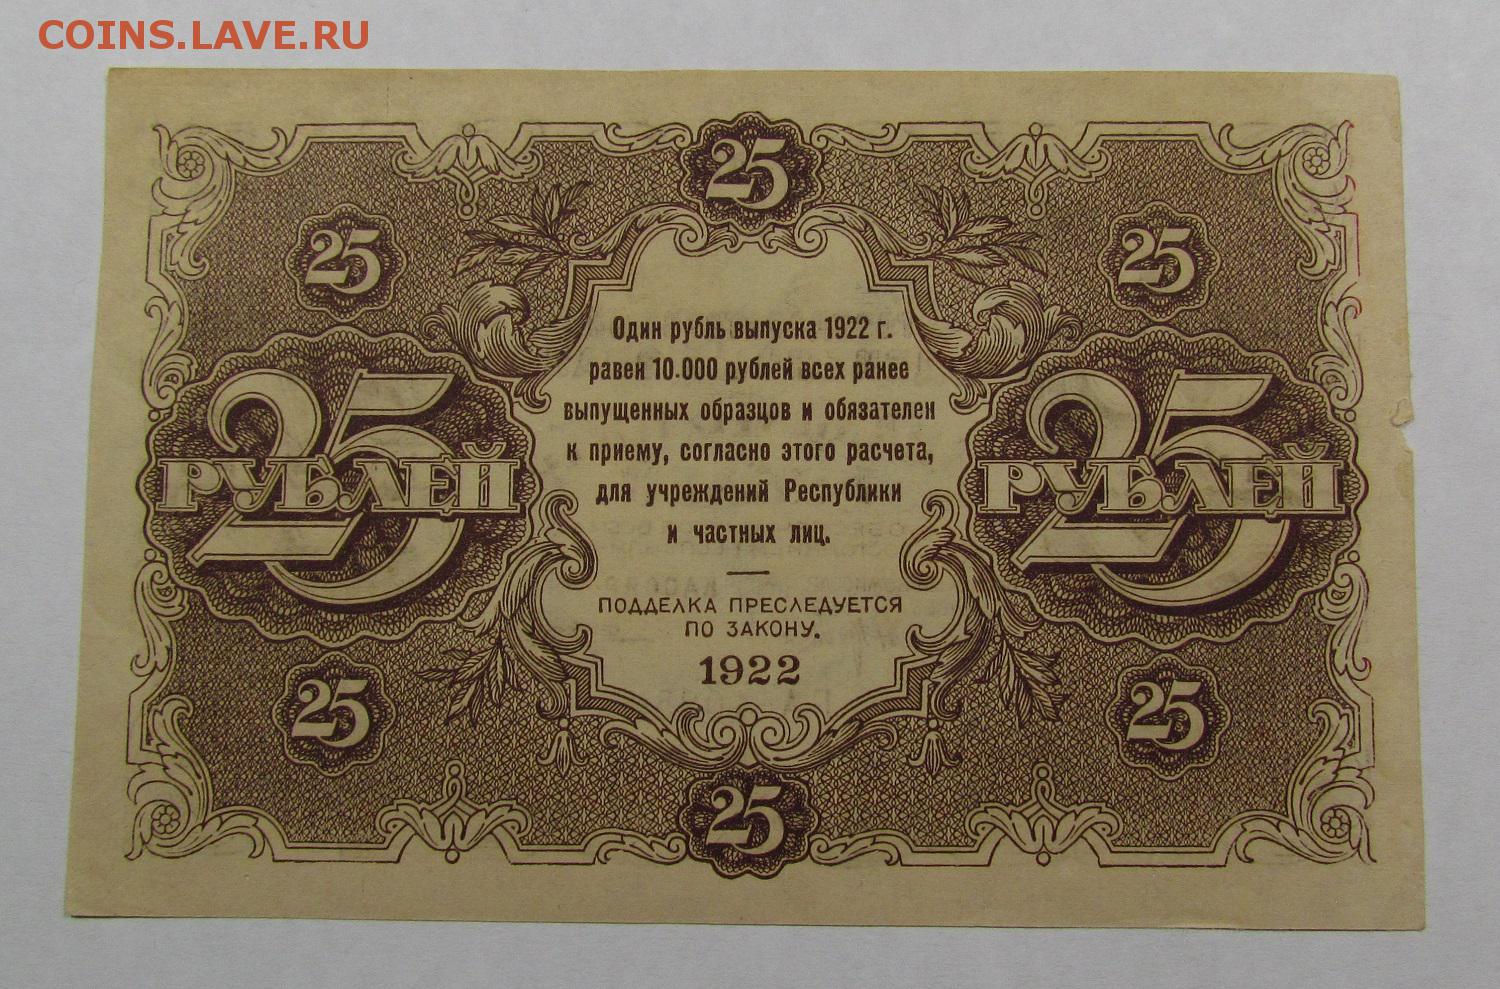 COINS.LAVE.RU
25
25 25
Один рубль выпуска 1922 г.
равен 10.000 рублей всех ранее
выпущенных образцов и обязателен
к приему, согласно этого расчета,
для учреждений Республики
и частных лиц.
25 РУБЛЕЙ 25 РУБЛЕЙ
ПОДДЕЛКА ПРЕСЛЕДУЕТСЯ
ПО ЗАКОНУ.
1922
25 25
25